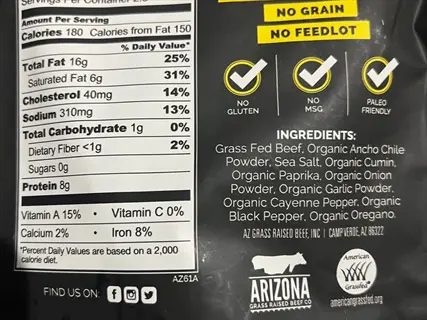 Servings Per Container 2.5
Amount Per Serving
Calories 180 Calories from Fat 150
% Daily Value*
Total Fat 16g 25%
Saturated Fat 6g 31%
Cholesterol 40mg 14%
Sodium 310mg 13%
Total Carbohydrate 1g 0%
Dietary Fiber <1g 2%
Sugars 0g
Protein 8g
Vitamin A 15% • Vitamin C 0%
Calcium 2% • Iron 8%
*Percent Daily Values are based on a 2,000
calorie diet.
AZ61A
FIND US ON:
NO GRAIN
NO FEEDLOT
NO
GLUTEN
NO
MSG
PALEO
FRIENDLY
INGREDIENTS:
Grass Fed Beef, Organic Ancho Chile
Powder, Sea Salt, Organic Cumin,
Organic Paprika, Organic Onion
Powder, Organic Garlic Powder,
Organic Cayenne Pepper, Organic
Black Pepper, Organic Oregano.
AZ GRASS RAISED BEEF, INC | CAMP VERDE, AZ 86322
ARIZONA
GRASS RAISED BEEF CO
American
Grassfed
americangrassfed.org